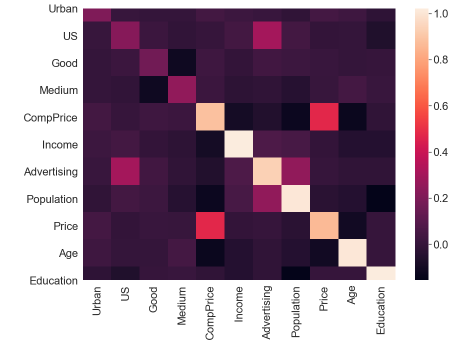 Urban
US
Good
Medium
CompPrice
Income
Advertising
Population
Price
Age
Education
Urban
US
Good
Medium
CompPrice
Income
Advertising
Population
Price
Age
Education
1.0
0.8
0.6
0.4
0.2
0.0